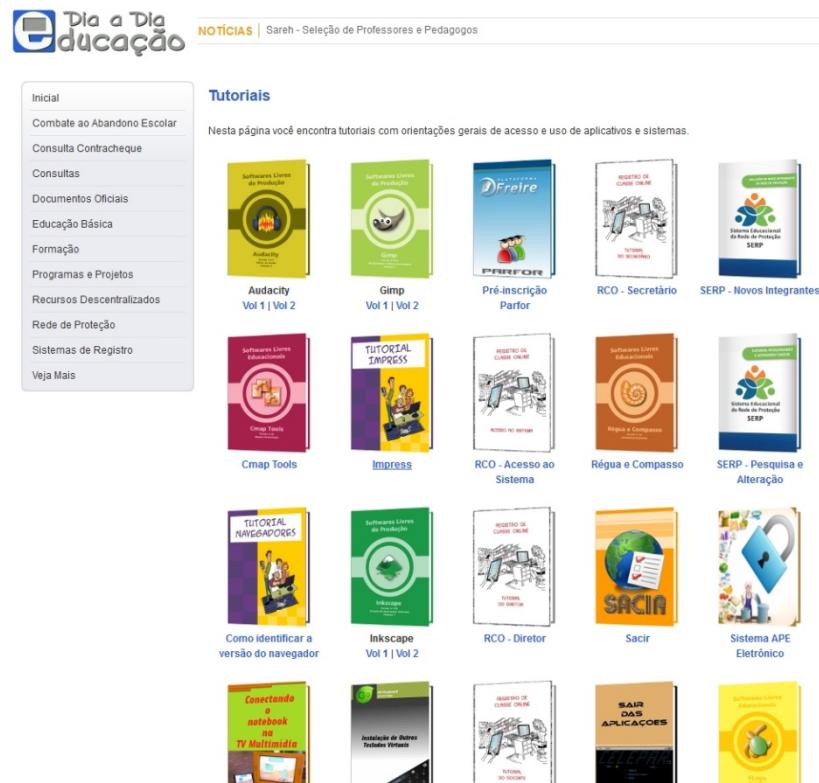 Dia a Dia
Educação
NOTÍCIAS | Sareh - Seleção de Professores e Pedagogos
Inicial
Combate ao Abandono Escolar
Consulta Contracheque
Consultas
Documentos Oficiais
Educação Básica
Formação
Programas e Projetos
Recursos Descentralizados
Rede de Proteção
Sistemas de Registro
Veja Mais
Tutoriais
Nesta página você encontra tutoriais com orientações gerais de acesso e uso de aplicativos e sistemas.
Softwares Livres
de Produção
Audacity
Softwares Livres
de Produção
Gimp
PLATAFORMA
Freire
PARFOR
REGISTRO DE
CLASSE ONLINE
TUTORIAL
DO SECRETÁRIO
Sistema Educacional
da Rede de Proteção
SERP
Audacity
Vol 1 | Vol 2
Gimp
Vol 1 | Vol 2
Pré-inscrição
Parfor
RCO - Secretário
SERP - Novos Integrantes
Softwares Livres
Educacionais
Cmap Tools
TUTORIAL
IMPRESS
REGISTRO DE
CLASSE ONLINE
ACESSO AO SISTEMA
Softwares Livres
Educacionais
Régua e Compasso
Sistema Educacional
da Rede de Proteção
SERP
Cmap Tools
Impress
RCO - Acesso ao
Sistema
Régua e Compasso
SERP - Pesquisa e
Alteração
TUTORIAL
NAVEGADORES
Softwares Livres
de Produção
Inkscape
REGISTRO DE
CLASSE ONLINE
TUTORIAL
DO DIRETOR
SACIR
Como identificar a
versão do navegador
Inkscape
Vol 1 | Vol 2
RCO - Diretor
Sacir
Sistema APE
Eletrônico
Conectando
o
notebook
na
TV Multimídia
Instalação de Outros
Teclados Virtuais
REGISTRO DE
CLASSE ONLINE
TUTORIAL
DO DOCENTE
SAIR
DAS
APLICAÇÕES
Softwares Livres
Educacionais